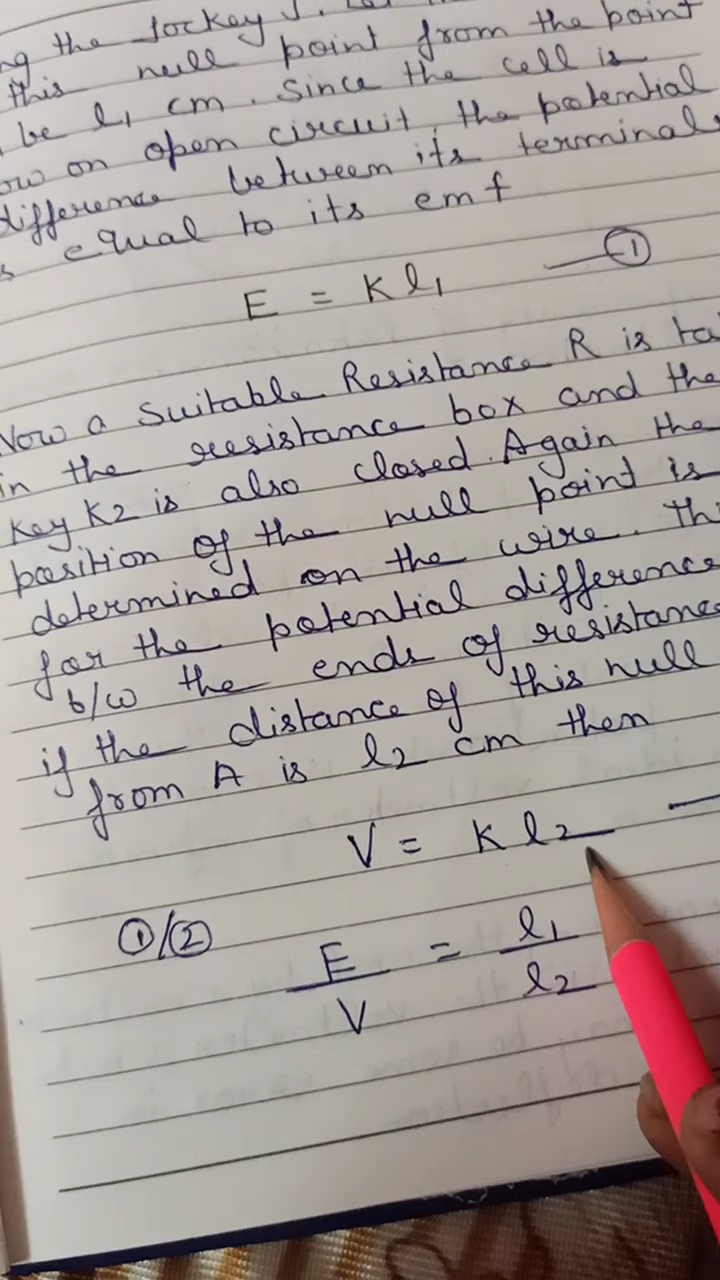 ng the Jockey J.
this null point from the point
be l1 cm. Since the cell is
ow on open circuit, the potential
difference between its terminals
s equal to its emf
E = Kl1 —①
Now a Suitable Resistance R is ta
in the resistance box and the
Key K2 is also closed. Again the
position of the null point is
determined on the wire. Thi
for the potential difference
b/w the ends of resistance
if the distance of this null
from A is l2 cm then
V = Kl2 —
①/②
E/V = l1/l2